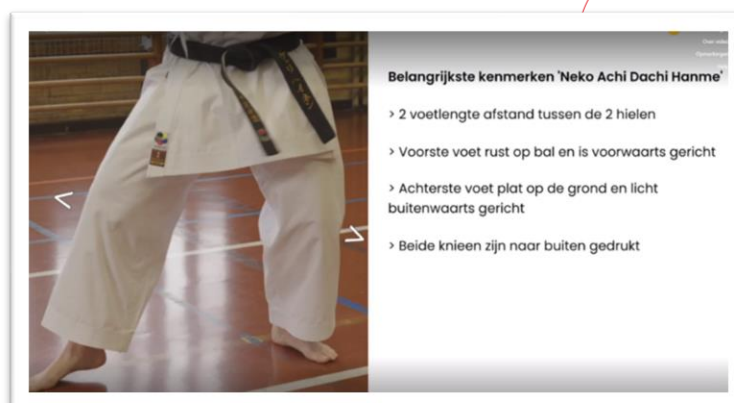 Belangrijkste kenmerken 'Neko Achi Dachi Hanme'
> 2 voetlengte afstand tussen de 2 hielen
> Voorste voet rust op bal en is voorwaarts gericht
> Achterste voet plat op de grond en licht
buitenwaarts gericht
> Beide knieen zijn naar buiten gedrukt